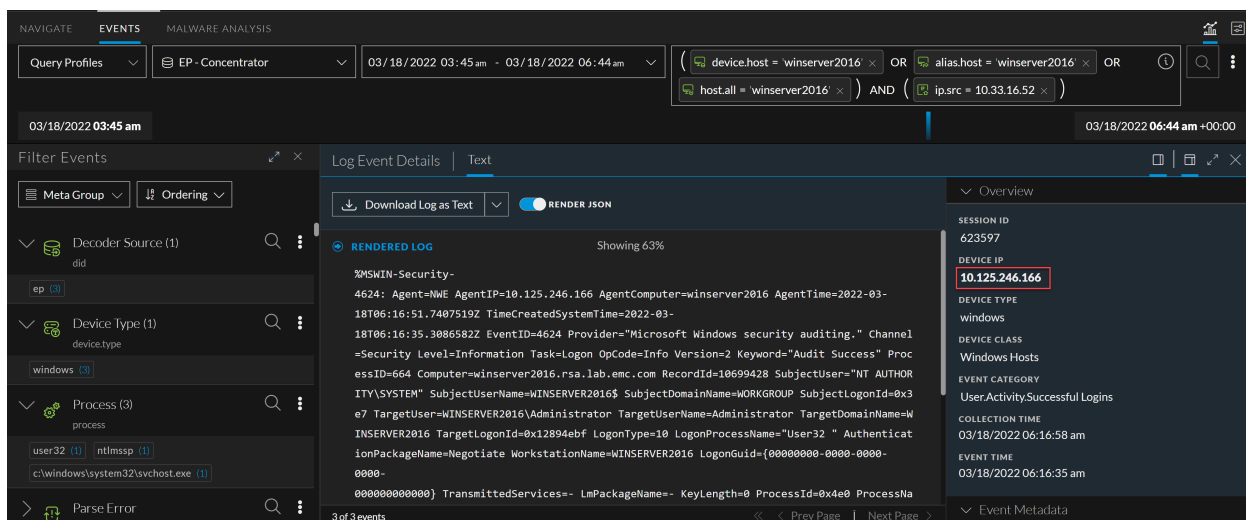 NAVIGATE EVENTS MALWARE ANALYSIS
Query Profiles EP - Concentrator 03/18/2022 03:45 am - 03/18/2022 06:44 am ( device.host = 'winserver2016' × OR alias.host = 'winserver2016' × OR
host.all = 'winserver2016' × ) AND ( ip.src = 10.33.16.52 × )
03/18/2022 03:45 am 03/18/2022 06:44 am +00:00
Filter Events
Meta Group Ordering
Decoder Source (1)
did
ep (3)
Device Type (1)
device.type
windows (3)
Process (3)
process
user32 (1) ntlmssp (1)
c:\windows\system32\svchost.exe (1)
Parse Error
Log Event Details | Text
Download Log as Text RENDER JSON
RENDERED LOG Showing 63%
%MSWIN-Security-
4624: Agent=NWE AgentIP=10.125.246.166 AgentComputer=winserver2016 AgentTime=2022-03-
18T06:16:51.7407519Z TimeCreatedSystemTime=2022-03-
18T06:16:35.3086582Z EventID=4624 Provider="Microsoft Windows security auditing." Channel
=Security Level=Information Task=Logon OpCode=Info Version=2 Keyword="Audit Success" Proc
essID=664 Computer=winserver2016.rsa.lab.emc.com RecordId=10699428 SubjectUser="NT AUTHOR
ITY\SYSTEM" SubjectUserName=WINSERVER2016$ SubjectDomainName=WORKGROUP SubjectLogonId=0x3
e7 TargetUser=WINSERVER2016\Administrator TargetUserName=Administrator TargetDomainName=W
INSERVER2016 TargetLogonId=0x12894ebf LogonType=10 LogonProcessName="User32 " Authenticat
ionPackageName=Negotiate WorkstationName=WINSERVER2016 LogonGuid={00000000-0000-0000-
0000-
000000000000} TransmittedServices=- LmPackageName=- KeyLength=0 ProcessId=0x4e0 ProcessNa
3 of 3 events Prev Page | Next Page
Overview
SESSION ID
623597
DEVICE IP
10.125.246.166
DEVICE TYPE
windows
DEVICE CLASS
Windows Hosts
EVENT CATEGORY
User.Activity.Successful Logins
COLLECTION TIME
03/18/2022 06:16:58 am
EVENT TIME
03/18/2022 06:16:35 am
Event Metadata